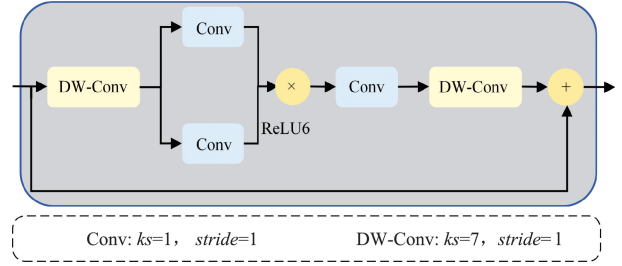 Conv
DW-Conv
×
Conv
DW-Conv
+
Conv
ReLU6
Conv: ks=1， stride=1
DW-Conv: ks=7， stride=1